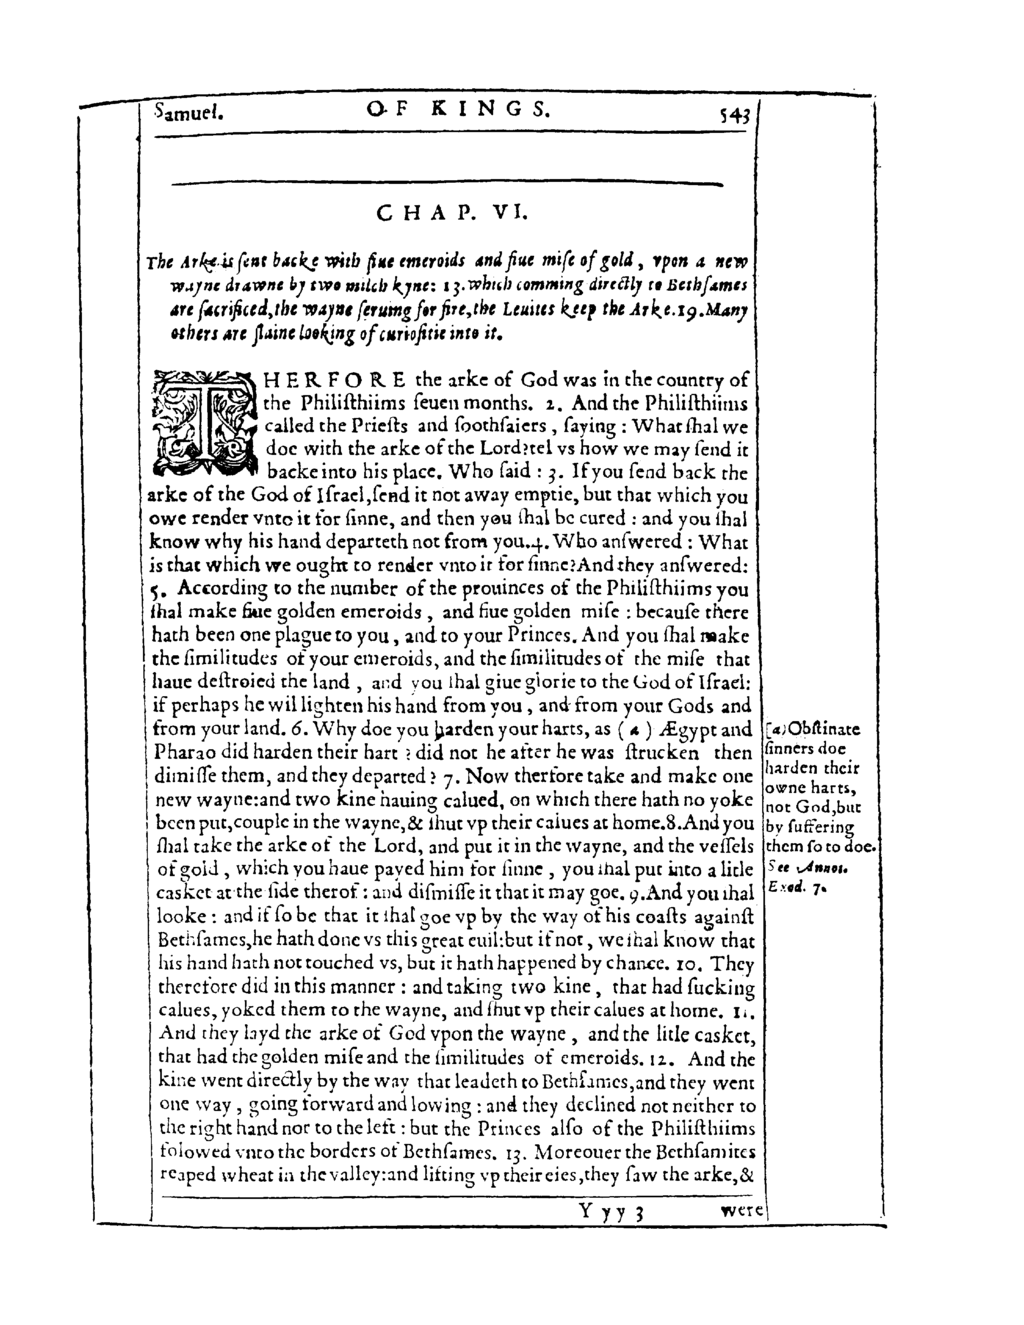 Samuel. OF KINGS. 543
CHAP. VI.
The Arke is ſent backe with fiue emeroids and fiue miſe of gold, vpon a new
wayne drawne by two milch kyne: 13. which comming directly to Bethſames
are ſacrificed, the wayne ſeruing for fire, the Leuites keep the Arke. 19. Many
others are ſlaine looking of curioſitie into it.
THERFORE the arke of God was in the country of
the Philiſthiims ſeuen months. 2. And the Philiſthiims
called the Prieſts and ſoothſaiers, ſaying: What ſhal we
doe with the arke of the Lord? tel vs how we may ſend it
backe into his place. Who ſaid: 3. If you ſend back the
arke of the God of Iſrael, ſend it not away emptie, but that which you
owe render vnto it for ſinne, and then you ſhal be cured: and you ſhal
know why his hand departeth not from you. 4. Who anſwered: What
is that which we ought to render vnto it for ſinne? And they anſwered:
5. According to the number of the prouinces of the Philiſthiims you
ſhal make fiue golden emeroids, and fiue golden miſe: becauſe there
hath been one plague to you, and to your Princes. And you ſhal make
the ſimilitudes of your emeroids, and the ſimilitudes of the miſe that
haue deſtroied the land, and you ſhal giue glorie to the God of Iſrael:
if perhaps he wil lighten his hand from you, and from your Gods and
from your land. 6. Why doe you harden your harts, as (a) Ægypt and
Pharao did harden their hart? did not he after he was ſtrucken then
dimiſſe them, and they departed? 7. Now therfore take and make one
new wayne: and two kine hauing calued, on which there hath no yoke
been put, couple in the wayne, & ſhut vp their calues at home. 8. And you
ſhal take the arke of the Lord, and put it in the wayne, and the veſſels
of gold, which you haue payed him for ſinne, you ſhal put into a litle
casket at the ſide therof: and diſmiſſe it that it may goe. 9. And you ſhal
looke: and if ſo be that it ſhal goe vp by the way of his coaſts againſt
Bethſames, he hath done vs this great euil: but if not, we ſhal know that
his hand hath not touched vs, but it hath happened by chance. 10. They
therefore did in this manner: and taking two kine, that had ſucking
calues, yoked them to the wayne, and ſhut vp their calues at home. 11.
And they layd the arke of God vpon the wayne, and the litle casket,
that had the golden miſe and the ſimilitudes of emeroids. 12. And the
kine went directly by the way that leadeth to Bethſames, and they went
one way, going forward and lowing: and they declined not neither to
the right hand nor to the left: but the Princes alſo of the Philiſthiims
folowed vnto the borders of Bethſames. 13. Moreouer the Bethſamites
reaped wheat in the valley: and lifting vp their eies, they ſaw the arke, &
Yyy 3 were
(a) Obſtinate
ſinners doe
harden their
owne harts,
not God, but
by ſuffering
them ſo to doe.
See Annot.
Exod. 7.